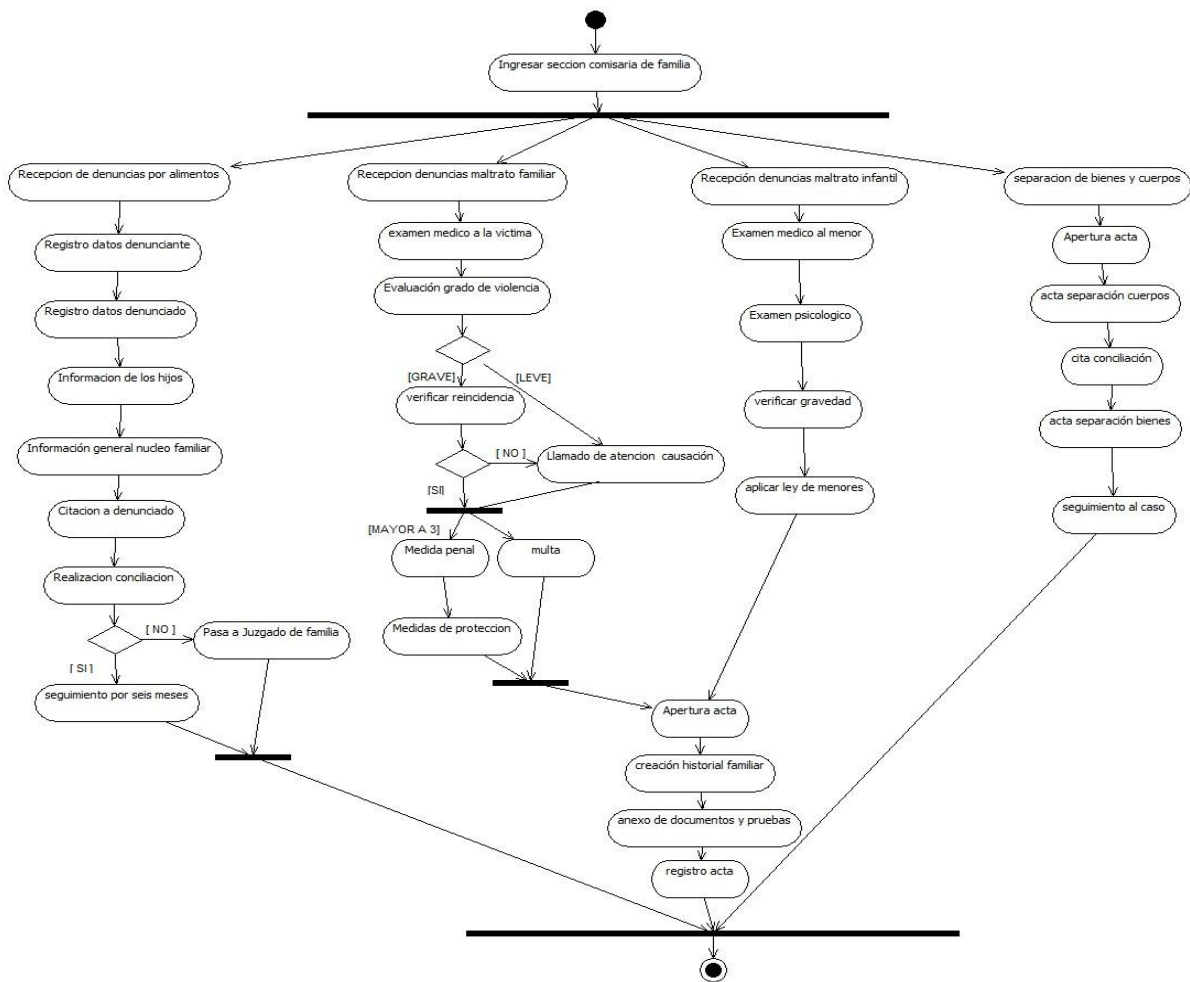 Ingresar seccion comisaria de familia
Recepcion de denuncias por alimentos
Registro datos denunciante
Registro datos denunciado
Informacion de los hijos
Información general nucleo familiar
Citacion a denunciado
Realizacion conciliacion
[ NO ]
Pasa a Juzgado de familia
[ SI ]
seguimiento por seis meses
Recepcion denuncias maltrato familiar
examen medico a la victima
Evaluación grado de violencia
[GRAVE]
[LEVE]
verificar reincidencia
[ NO ]
Llamado de atencion causación
[SI]
[MAYOR A 3]
Medida penal
multa
Medidas de proteccion
Recepción denuncias maltrato infantil
Examen medico al menor
Examen psicologico
verificar gravedad
aplicar ley de menores
Apertura acta
creación historial familiar
anexo de documentos y pruebas
registro acta
separacion de bienes y cuerpos
Apertura acta
acta separación cuerpos
cita conciliación
acta separación bienes
seguimiento al caso